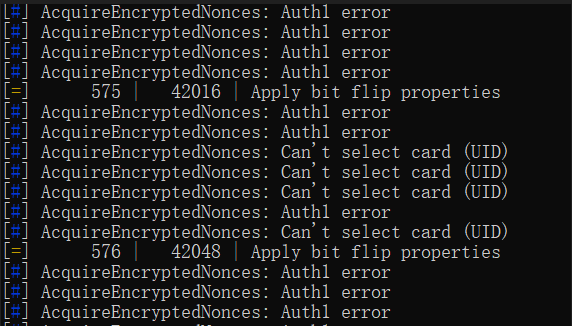 [#] AcquireEncryptedNonces: Auth1 error
[#] AcquireEncryptedNonces: Auth1 error
[#] AcquireEncryptedNonces: Auth1 error
[#] AcquireEncryptedNonces: Auth1 error
[=] 575 | 42016 | Apply bit flip properties
[#] AcquireEncryptedNonces: Auth1 error
[#] AcquireEncryptedNonces: Auth1 error
[#] AcquireEncryptedNonces: Can't select card (UID)
[#] AcquireEncryptedNonces: Can't select card (UID)
[#] AcquireEncryptedNonces: Can't select card (UID)
[#] AcquireEncryptedNonces: Auth1 error
[#] AcquireEncryptedNonces: Can't select card (UID)
[=] 576 | 42048 | Apply bit flip properties
[#] AcquireEncryptedNonces: Auth1 error
[#] AcquireEncryptedNonces: Auth1 error
[#] AcquireEncryptedNonces: Auth1 error